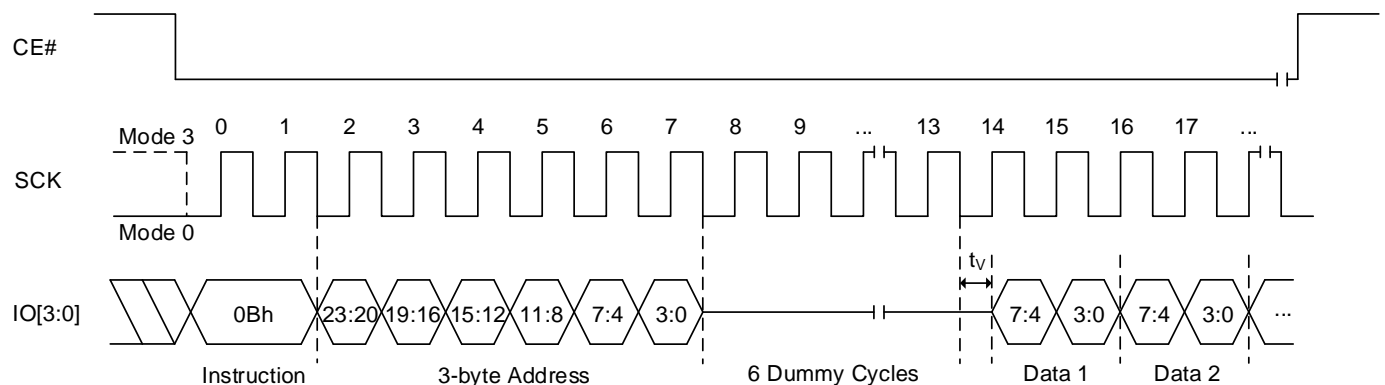 CE#
Mode 3 0 1 2 3 4 5 6 7 8 9 ... 13 14 15 16 17 ...
SCK
Mode 0
tV
IO[3:0] 0Bh 23:20 19:16 15:12 11:8 7:4 3:0 7:4 3:0 7:4 3:0 ...
Instruction 3-byte Address 6 Dummy Cycles Data 1 Data 2